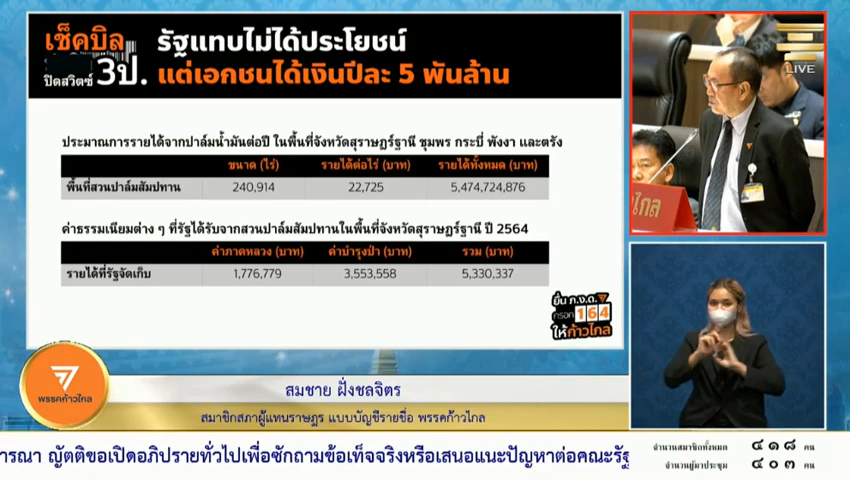 เช็คบิล
ปิดสวิตซ์ 3ป.
รัฐแทบไม่ได้ประโยชน์
แต่เอกชนได้เงินปีละ 5 พันล้าน
LIVE
ประมาณการรายได้จากปาล์มน้ำมันต่อปี ในพื้นที่จังหวัดสุราษฎร์ธานี ชุมพร กระบี่ พังงา และตรัง
ขนาด (ไร่) รายได้ต่อไร่ (บาท) รายได้ทั้งหมด (บาท)
พื้นที่สวนปาล์มสัมปทาน 240,914 22,725 5,474,724,876
ค่าธรรมเนียมต่าง ๆ ที่รัฐได้รับจากสวนปาล์มสัมปทานในพื้นที่จังหวัดสุราษฎร์ธานี ปี 2564
ค่าภาคหลวง (บาท) ค่าบำรุงป่า (บาท) รวม (บาท)
รายได้ที่รัฐจัดเก็บ 1,776,779 3,553,558 5,330,337
ยื่น ภ.ง.ด.
กรอก 164
ให้ก้าวไกล
พรรคก้าวไกล
สมชาย ฝั่งชลจิตร
สมาชิกสภาผู้แทนราษฎร แบบบัญชีรายชื่อ พรรคก้าวไกล
ารณา ญัตติขอเปิดอภิปรายทั่วไปเพื่อซักถามข้อเท็จจริงหรือเสนอแนะปัญหาต่อคณะรัฐ
จำนวนสมาชิกทั้งหมด ๔๑๘ คน
จำนวนผู้มาประชุม ๔๐๓ คน